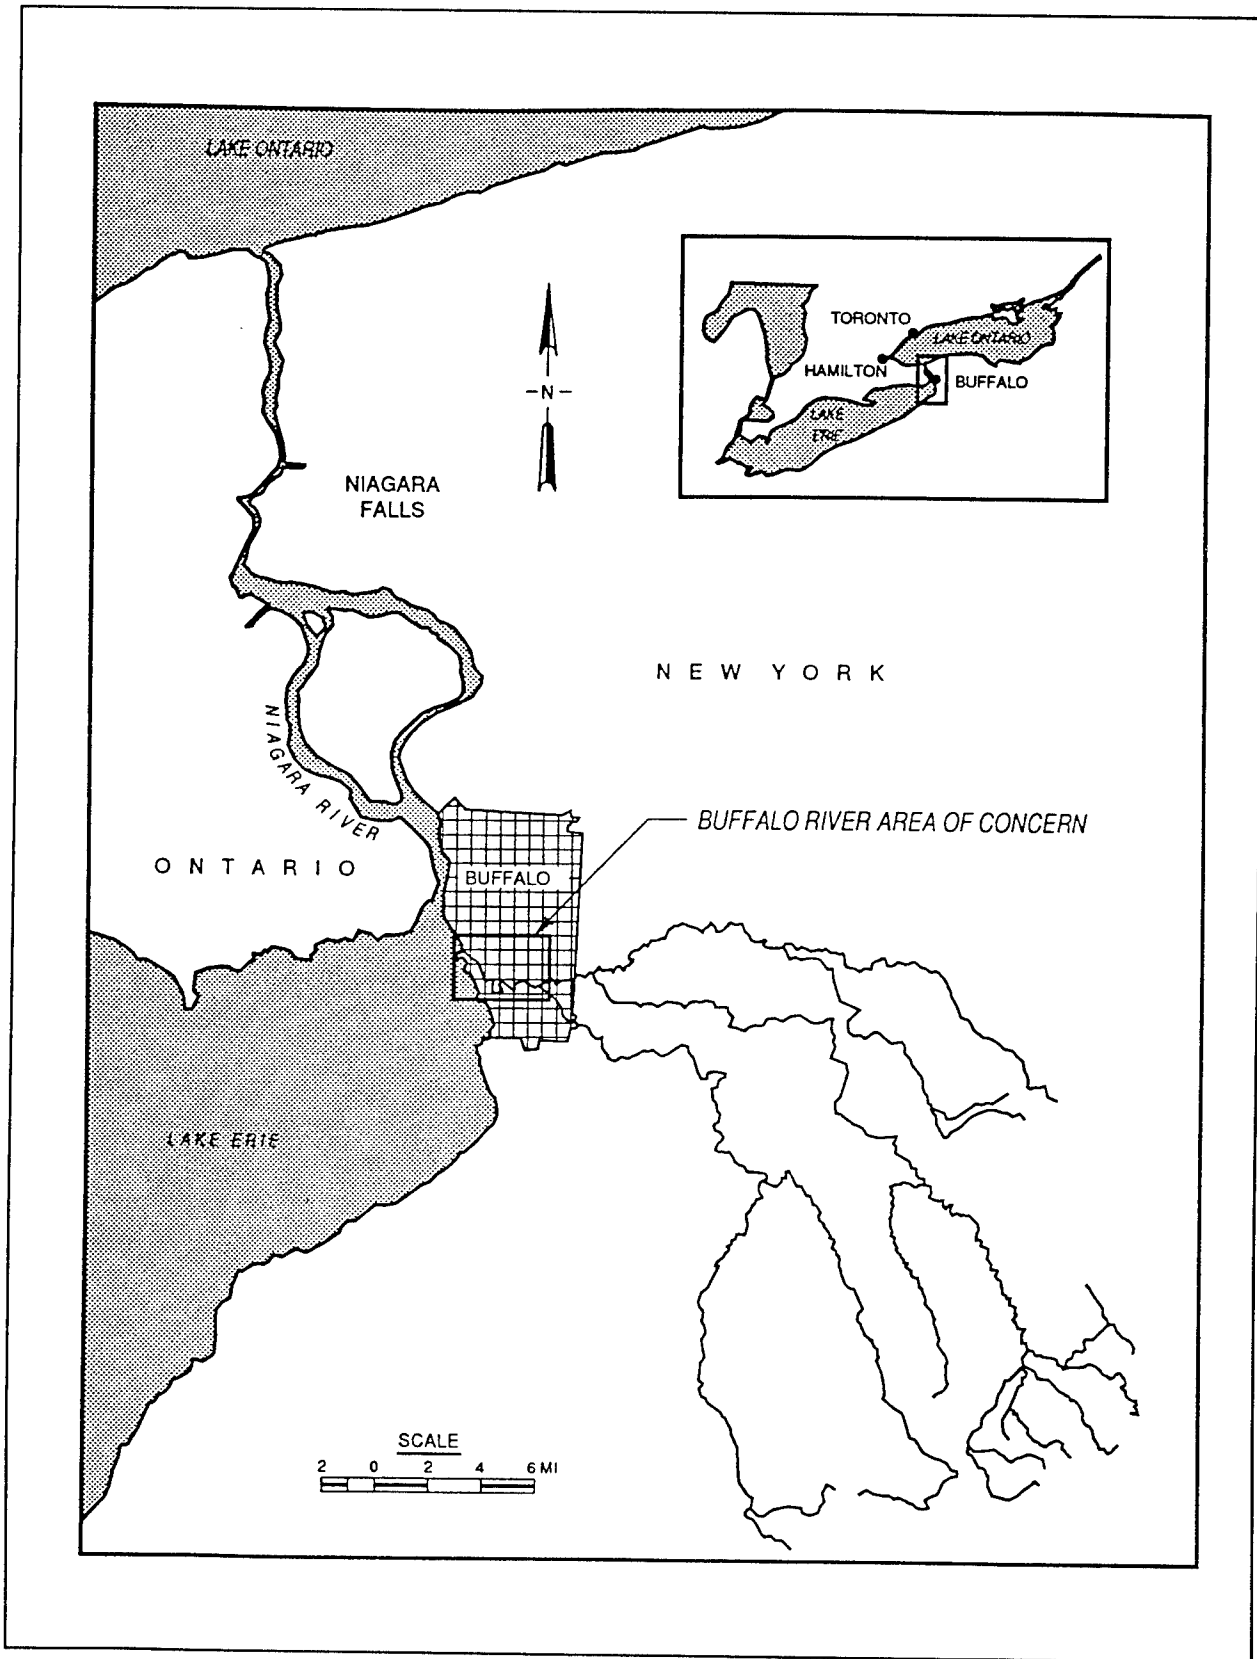 LAKE ONTARIO
TORONTO
LAKE ONTARIO
HAMILTON
BUFFALO
LAKE
ERIE
N
NIAGARA
FALLS
NEW YORK
NIAGARA RIVER
BUFFALO RIVER AREA OF CONCERN
ONTARIO
BUFFALO
LAKE ERIE
SCALE
2 0 2 4 6 MI